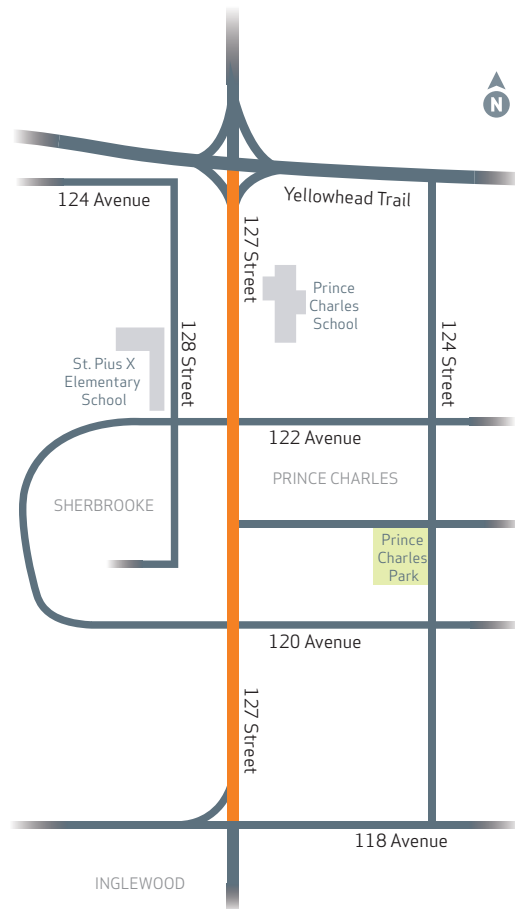 N
124 Avenue
Yellowhead Trail
127 Street
Prince
Charles
School
128 Street
124 Street
St. Pius X
Elementary
School
122 Avenue
PRINCE CHARLES
SHERBROOKE
Prince
Charles
Park
120 Avenue
127 Street
118 Avenue
INGLEWOOD